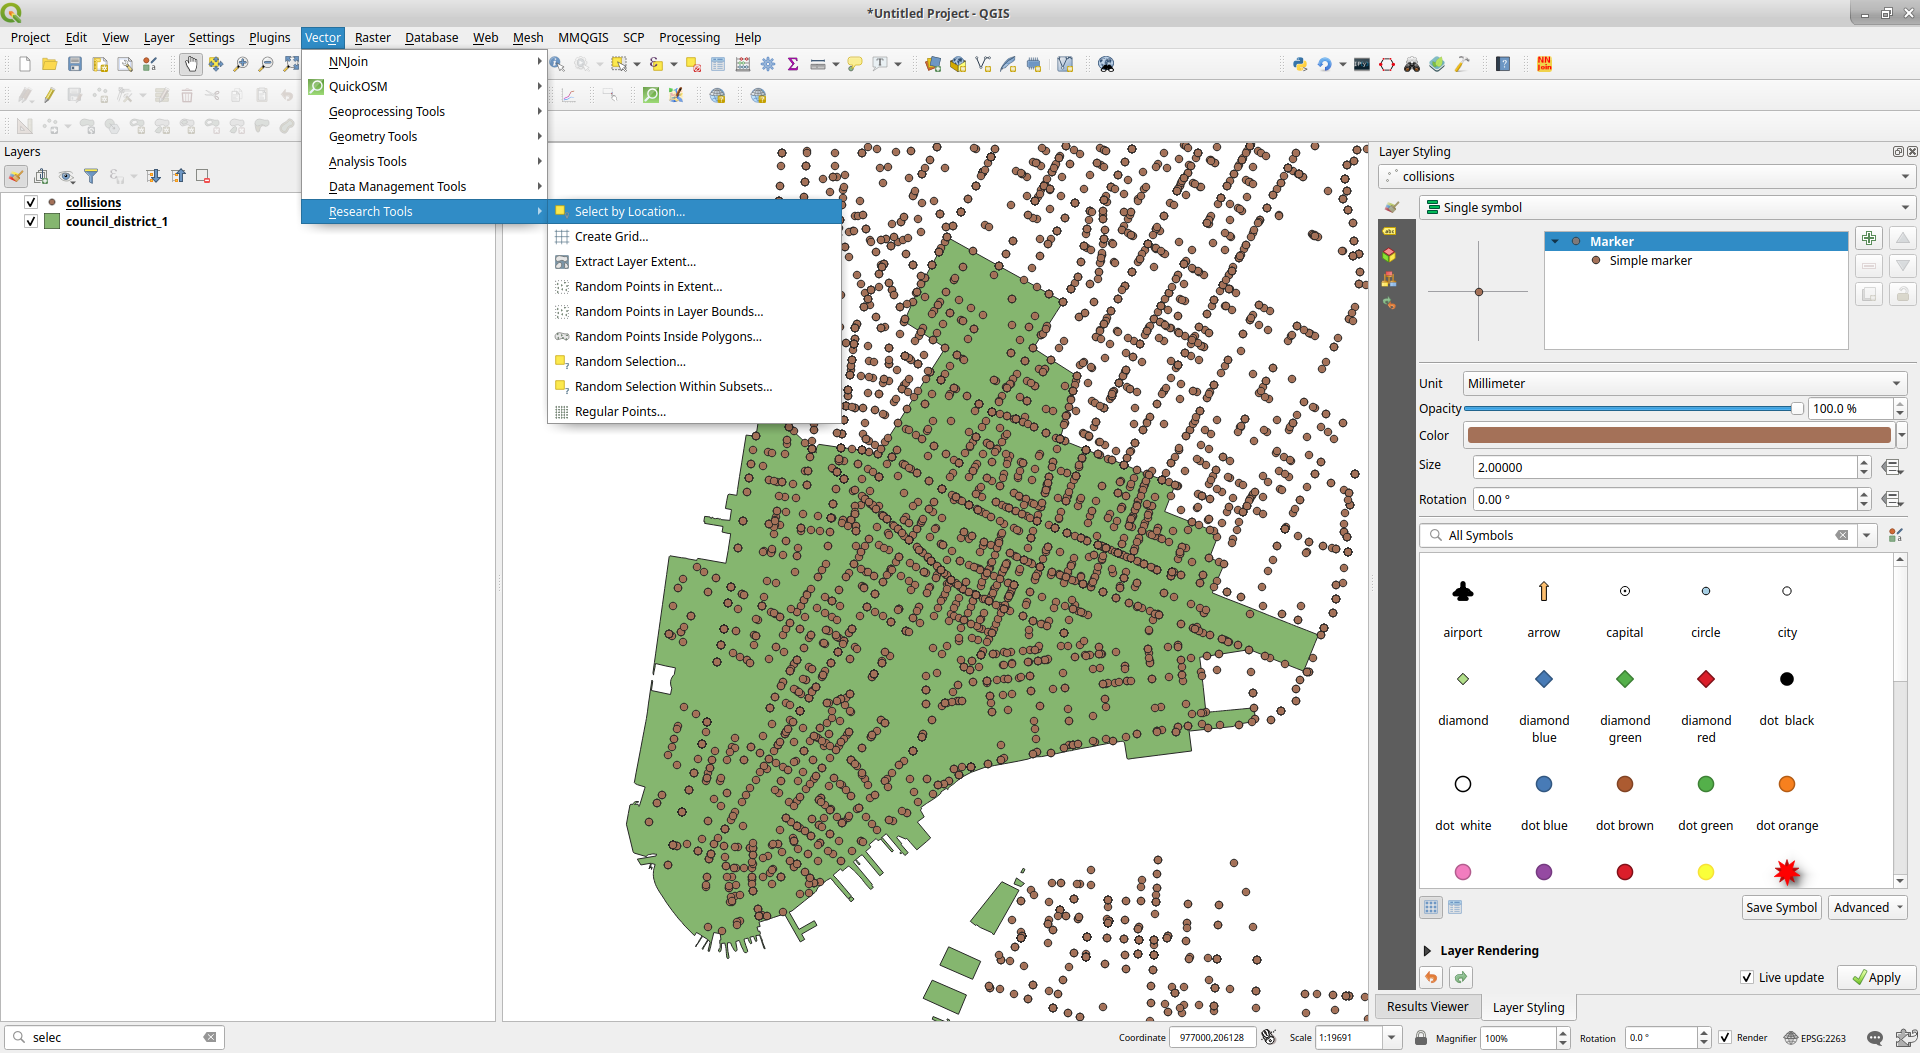 *Untitled Project - QGIS
Project Edit View Layer Settings Plugins Vector Raster Database Web Mesh MMQGIS SCP Processing Help
NNJoin
QuickOSM
Geoprocessing Tools
Geometry Tools
Analysis Tools
Data Management Tools
Research Tools
Select by Location...
Create Grid...
Extract Layer Extent...
Random Points in Extent...
Random Points in Layer Bounds...
Random Points Inside Polygons...
Random Selection...
Random Selection Within Subsets...
Regular Points...
Layers
collisions
council_district_1
Layer Styling
collisions
Single symbol
Marker
Simple marker
Unit Millimeter
Opacity 100.0 %
Color
Size 2.00000
Rotation 0.00 °
All Symbols
airport arrow capital circle city
diamond diamond blue diamond green diamond red dot black
dot white dot blue dot brown dot green dot orange
Save Symbol Advanced
Layer Rendering
Live update Apply
Results Viewer Layer Styling
selec
Coordinate 977000,206128 Scale 1:19691 Magnifier 100% Rotation 0.0 ° Render EPSG:2263